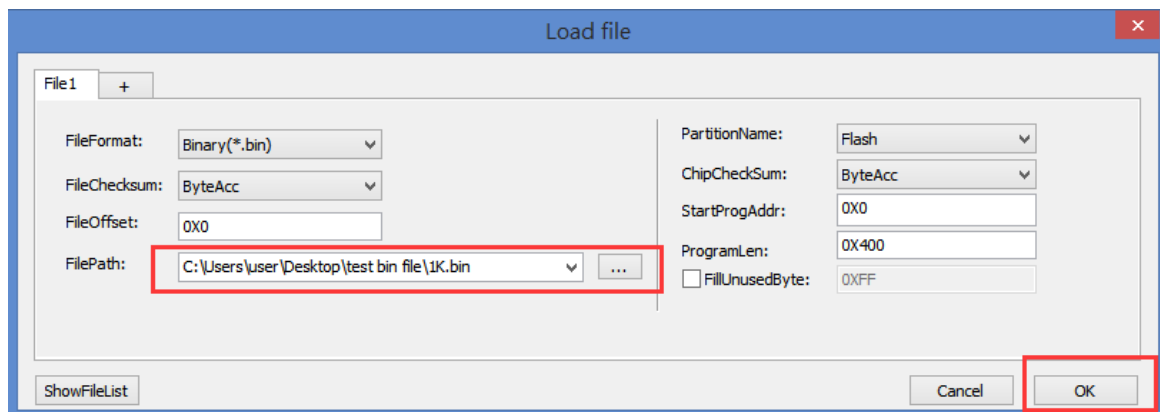 Load file
File1
+
FileFormat:
Binary(*.bin)
FileChecksum:
ByteAcc
FileOffset:
0X0
FilePath:
C:\Users\user\Desktop\test bin file\1K.bin
...
PartitionName:
Flash
ChipCheckSum:
ByteAcc
StartProgAddr:
0X0
ProgramLen:
0X400
FillUnusedByte:
0XFF
ShowFileList
Cancel
OK